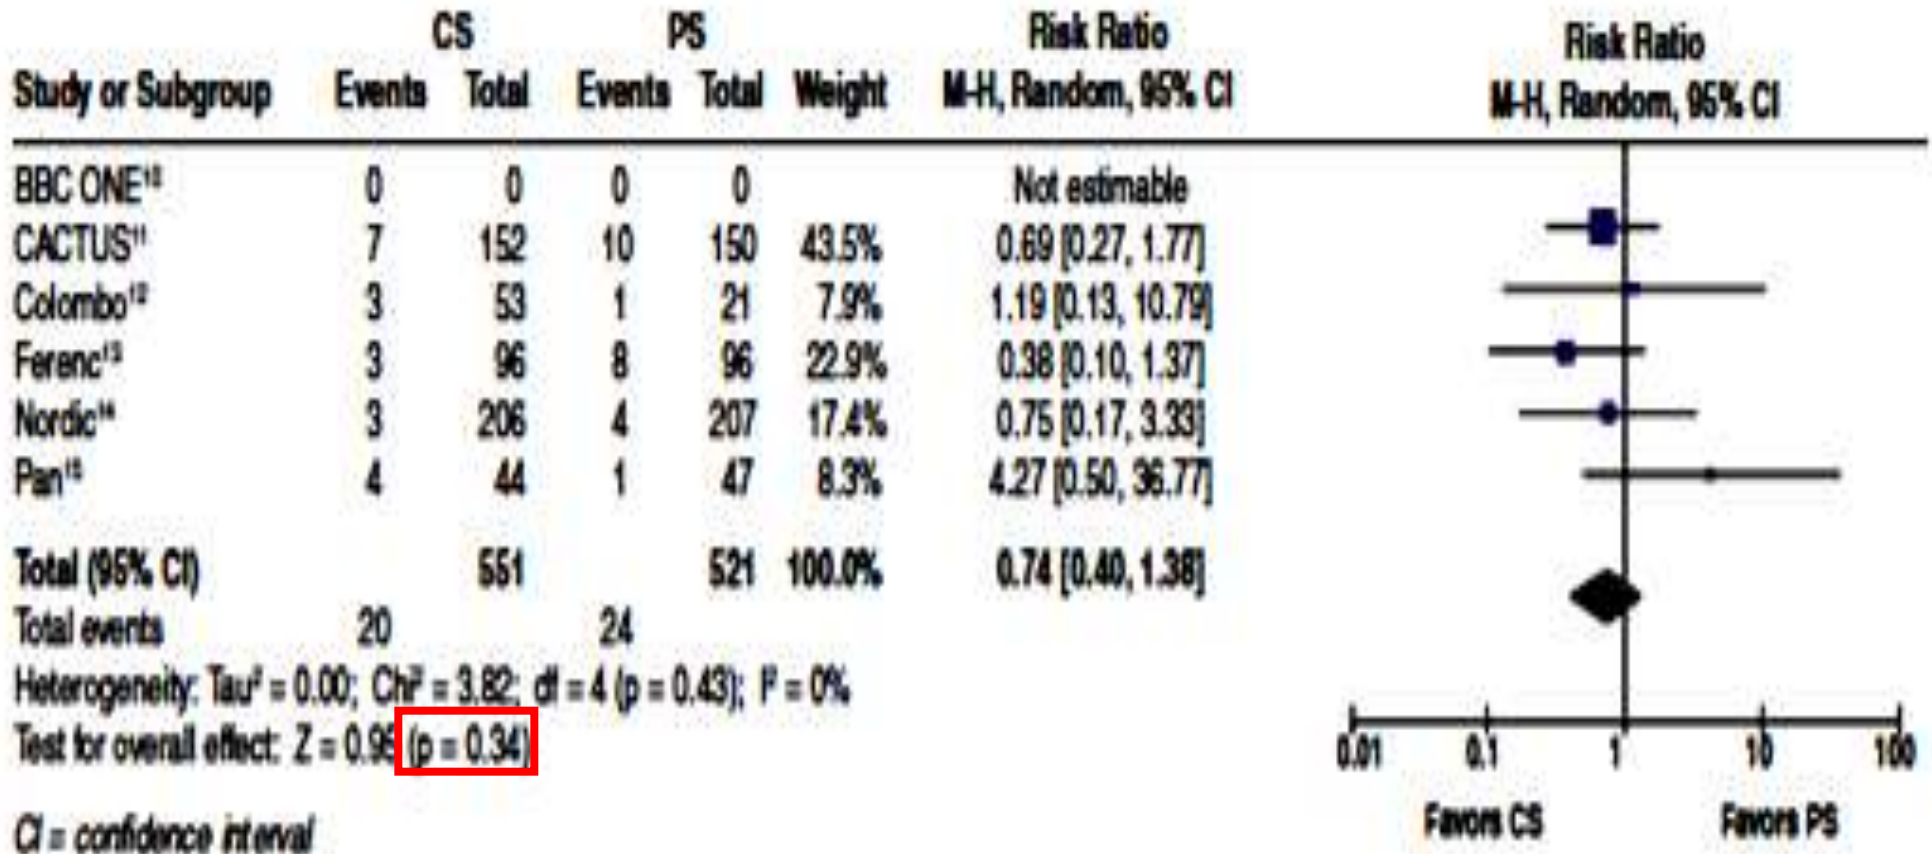 CS PS Risk Ratio Risk Ratio
Study or Subgroup Events Total Events Total Weight M-H, Random, 95% CI M-H, Random, 95% CI
BBC ONE¹⁰ 0 0 0 0 Not estimable
CACTUS¹¹ 7 152 10 150 43.5% 0.69 [0.27, 1.77]
Colombo¹² 3 53 1 21 7.9% 1.19 [0.13, 10.79]
Ferenc¹³ 3 96 8 96 22.9% 0.38 [0.10, 1.37]
Nordic¹⁴ 3 206 4 207 17.4% 0.75 [0.17, 3.33]
Pan¹⁵ 4 44 1 47 8.3% 4.27 [0.50, 36.77]
Total (95% CI) 551 521 100.0% 0.74 [0.40, 1.38]
Total events 20 24
Heterogeneity: Tau² = 0.00; Chi² = 3.82; df = 4 (p = 0.43); I² = 0%
Test for overall effect: Z = 0.95 (p = 0.34)
0.01 0.1 1 10 100
Favors CS Favors PS
CI = confidence interval